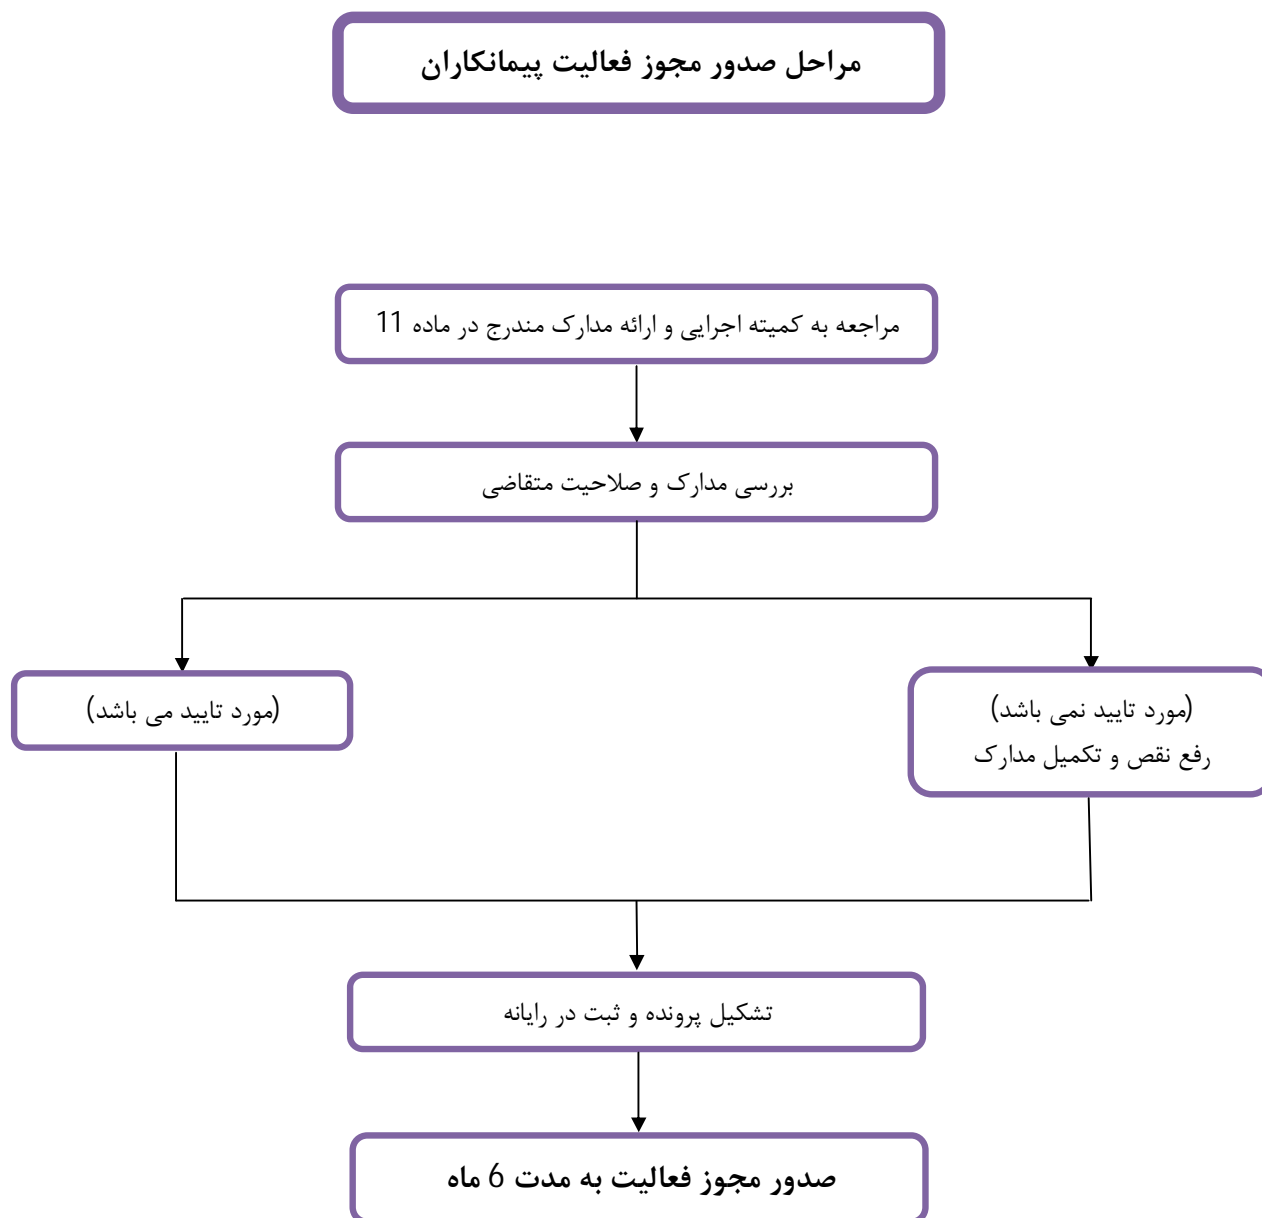 مراحل صدور مجوز فعالیت پیمانکاران
مراجعه به کمیته اجرایی و ارائه مدارک مندرج در ماده 11
بررسی مدارک و صلاحیت متقاضی
(مورد تایید نمی باشد)
رفع نقص و تکمیل مدارک
(مورد تایید می باشد)
تشکیل پرونده و ثبت در رایانه
صدور مجوز فعالیت به مدت 6 ماه